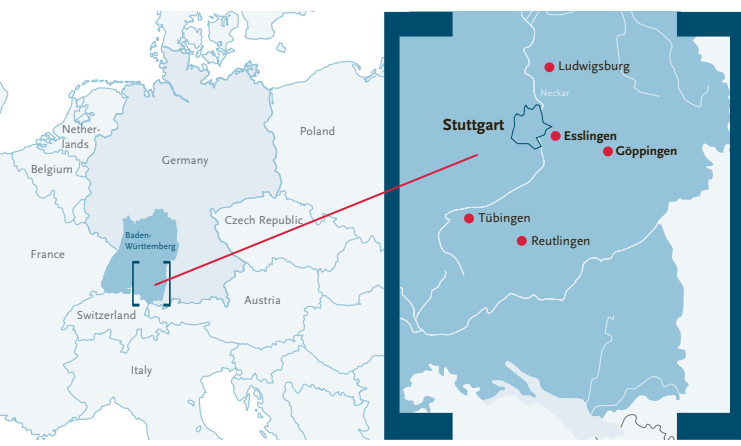 Nether-
lands
Belgium
Germany
Poland
France
Czech Republic
Baden-
Württemberg
Switzerland
Austria
Italy
Ludwigsburg
Neckar
Stuttgart
Esslingen
Göppingen
Tübingen
Reutlingen